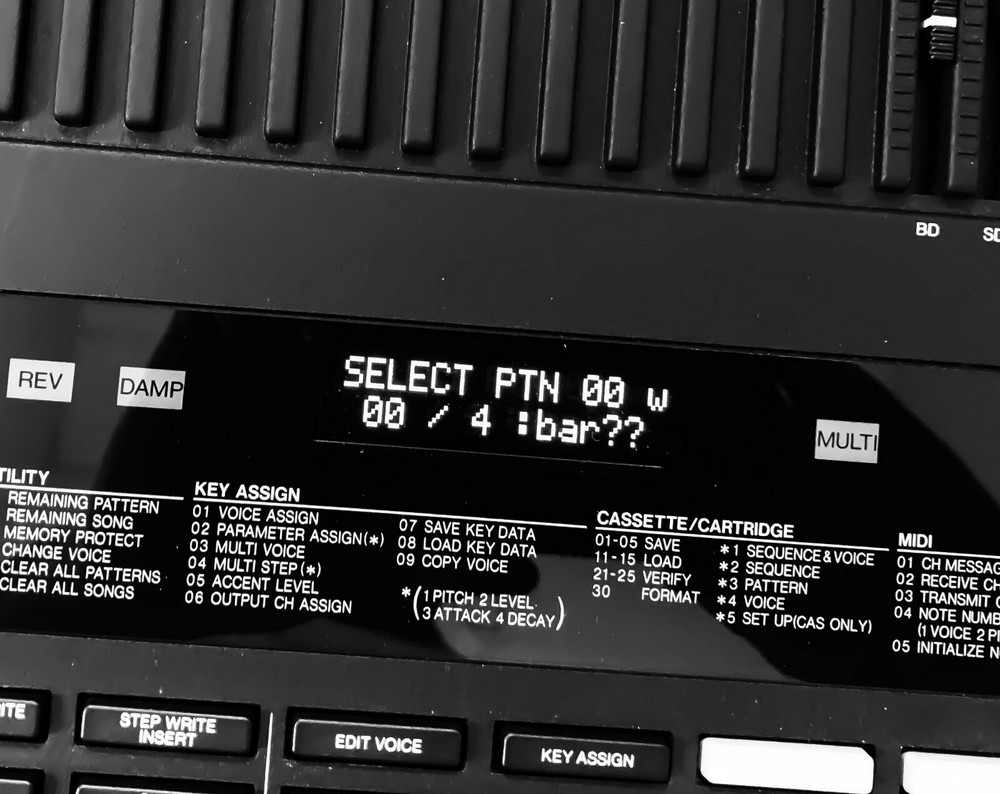 BD
REV
DAMP
SELECT PTN 00 w
00 / 4 :bar??
MULTI
TILITY
REMAINING PATTERN
REMAINING SONG
MEMORY PROTECT
CHANGE VOICE
CLEAR ALL PATTERNS
CLEAR ALL SONGS
KEY ASSIGN
01 VOICE ASSIGN
02 PARAMETER ASSIGN(*)
03 MULTI VOICE
04 MULTI STEP(*)
05 ACCENT LEVEL
06 OUTPUT CH ASSIGN
07 SAVE KEY DATA
08 LOAD KEY DATA
09 COPY VOICE
*(1 PITCH 2 LEVEL
3 ATTACK 4 DECAY)
CASSETTE/CARTRIDGE
01-05 SAVE
11-15 LOAD
21-25 VERIFY
30 FORMAT
*1 SEQUENCE&VOICE
*2 SEQUENCE
*3 PATTERN
*4 VOICE
*5 SET UP(CAS ONLY)
MIDI
01 CH MESSAG
02 RECEIVE CH
03 TRANSMIT
04 NOTE NUMB
(1 VOICE 2 PI
05 INITIALIZE
STEP WRITE
INSERT
EDIT VOICE
KEY ASSIGN